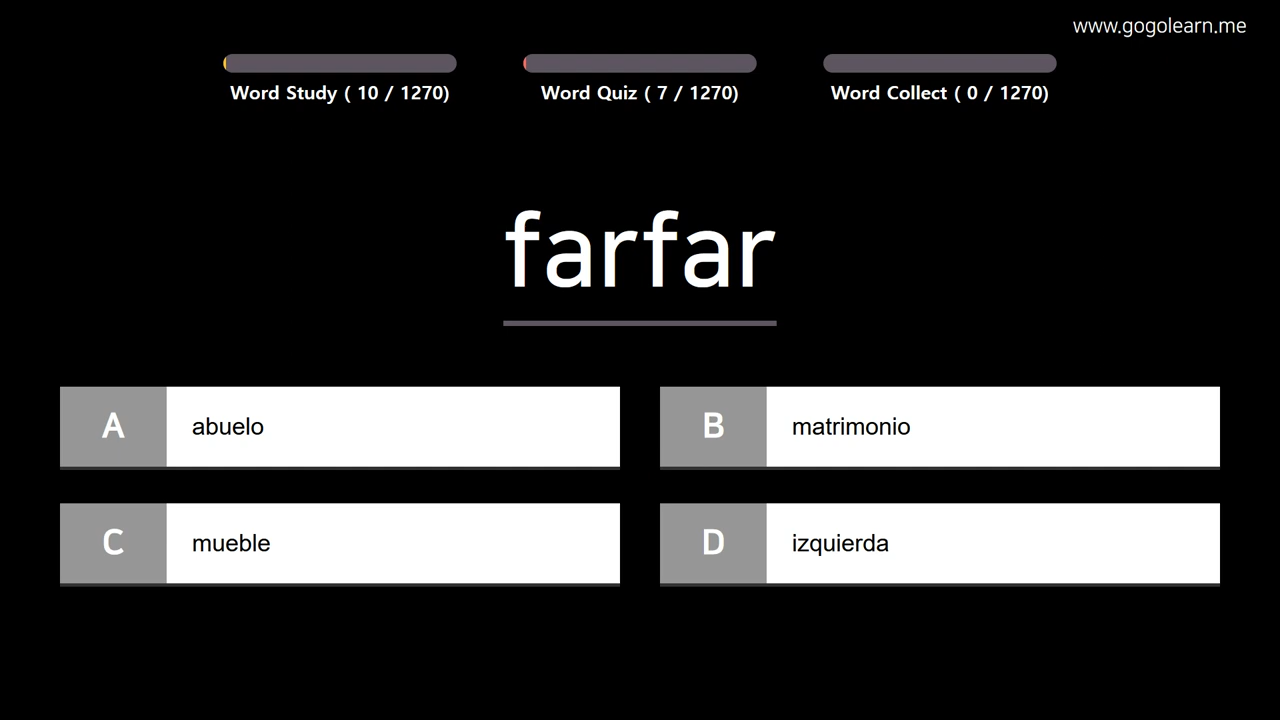 www.gogolearn.me
Word Study ( 10 / 1270)
Word Quiz ( 7 / 1270)
Word Collect ( 0 / 1270)
farfar
A abuelo
B matrimonio
C mueble
D izquierda